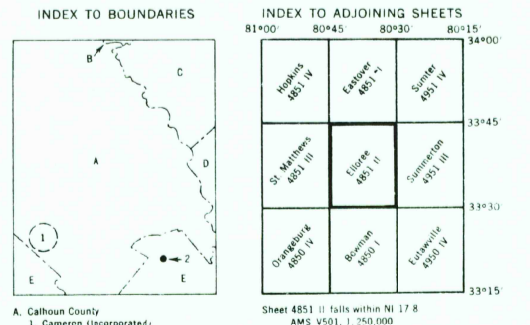 INDEX TO BOUNDARIES
B
C
A
D
1
2
E
E
A. Calhoun County
1. Cameron (Incorporated)
INDEX TO ADJOINING SHEETS
81°00' 80°45' 80°30' 80°15'
34°00'
Hopkins
4851 IV
Eastover
4851 I
Sumter
4951 IV
33°45'
St. Matthews
4851 III
Elloree
4851 II
Summerton
4951 III
33°30'
Orangeburg
4850 IV
Bowman
4850 I
Eutawville
4950 IV
33°15'
Sheet 4851 II falls within NI 17 8
AMS V501, 1:250,000